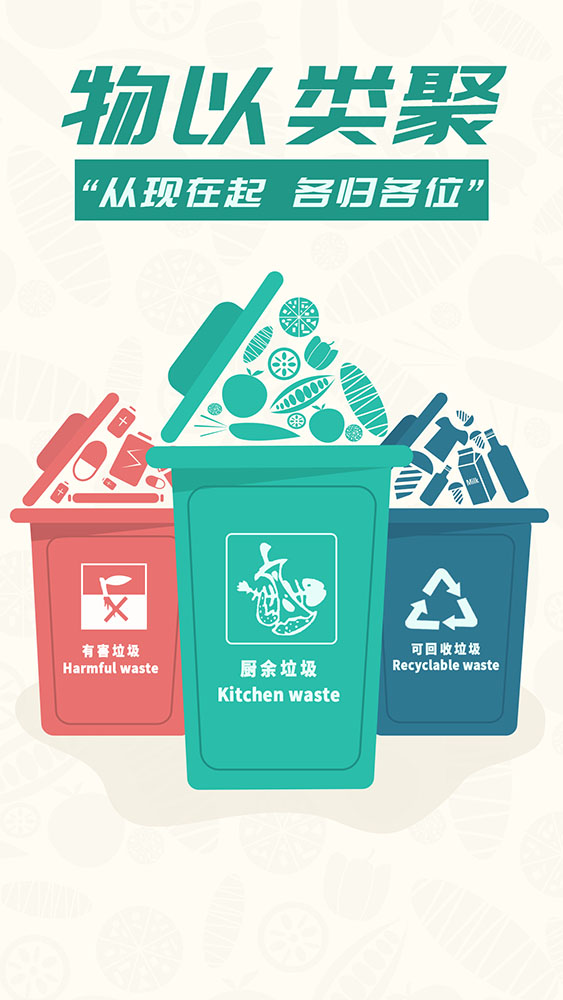 物以类聚
“从现在起 各归各位”
Milk
有害垃圾
Harmful waste
厨余垃圾
Kitchen waste
可回收垃圾
Recyclable waste